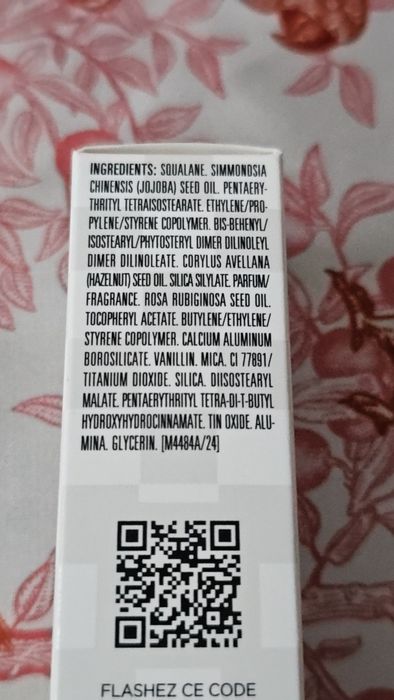 INGREDIENTS: SQUALANE. SIMMONDSIA
CHINENSIS (JOJOBA) SEED OIL. PENTAERY-
THRITYL TETRAISOSTEARATE. ETHYLENE/PRO-
PYLENE/STYRENE COPOLYMER. BIS-BEHENYL/
ISOSTEARYL/PHYTOSTERYL DIMER DILINOLEYL
DIMER DILINOLEATE. CORYLUS AVELLANA
(HAZELNUT) SEED OIL. SILICA SILYLATE. PARFUM/
FRAGRANCE. ROSA RUBIGINOSA SEED OIL.
TOCOPHERYL ACETATE. BUTYLENE/ETHYLENE/
STYRENE COPOLYMER. CALCIUM ALUMINUM
BOROSILICATE. VANILLIN. MICA. CI 77891/
TITANIUM DIOXIDE. SILICA. DIISOSTEARYL
MALATE. PENTAERYTHRITYL TETRA-DI-T-BUTYL
HYDROXYHYDROCINNAMATE. TIN OXIDE. ALU-
MINA. GLYCERIN. [M4484A/24]
FLASHEZ CE CODE